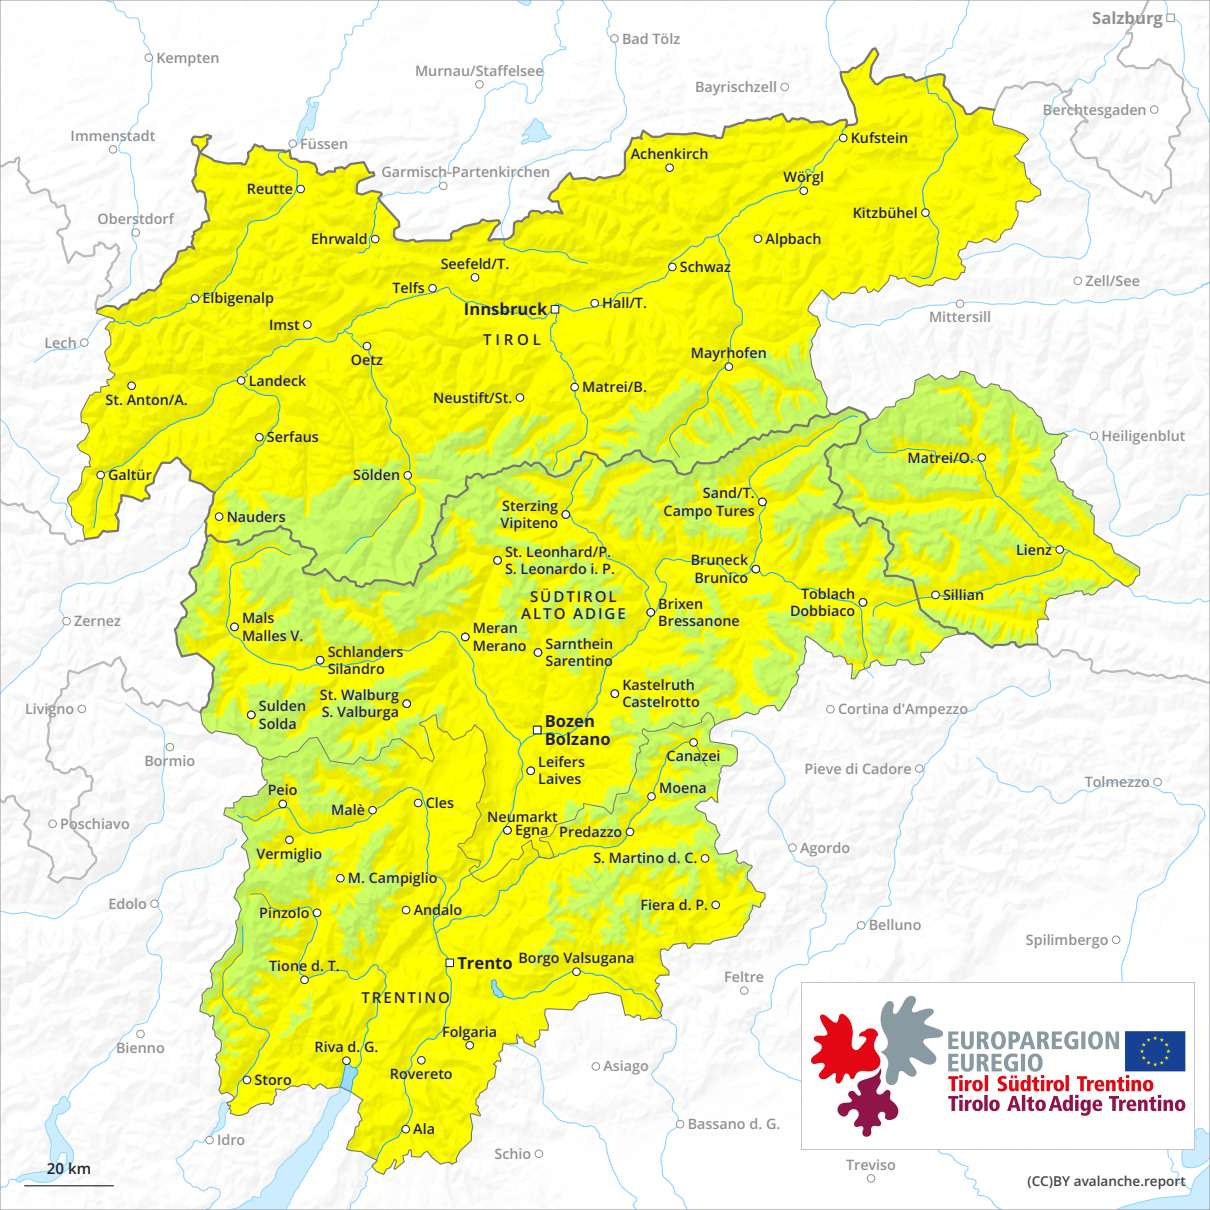 Salzburg
Bad Tölz
Kempten
Murnau/Staffelsee
Bayrischzell
Berchtesgaden
Immenstadt
Füssen
Kufstein
Achenkirch
Garmisch-Partenkirchen
Wörgl
Reutte
Oberstdorf
Kitzbühel
Ehrwald
Alpbach
Seefeld/T.
Schwaz
Zell/See
Telfs
Elbigenalp
Hall/T.
Innsbruck
Mittersill
Imst
TIROL
Lech
Oetz
Mayrhofen
Landeck
Matrei/B.
St. Anton/A.
Neustift/St.
Serfaus
Heiligenblut
Matrei/O.
Galtür
Sölden
Sand/T.
Campo Tures
Sterzing
Vipiteno
Nauders
Lienz
St. Leonhard/P.
S. Leonardo i. P.
Bruneck
Brunico
SÜDTIROL
ALTO ADIGE
Toblach
Dobbiaco
Sillian
Brixen
Bressanone
Zernez
Mals
Malles V.
Meran
Merano
Sarnthein
Sarentino
Schlanders
Silandro
Kastelruth
Castelrotto
St. Walburg
S. Valburga
Sulden
Solda
Livigno
Cortina d'Ampezzo
Bozen
Bolzano
Bormio
Canazei
Leifers
Laives
Pieve di Cadore
Tolmezzo
Peio
Moena
Malè
Cles
Neumarkt
Egna
Predazzo
Poschiavo
Vermiglio
Agordo
S. Martino d. C.
M. Campiglio
Edolo
Pinzolo
Andalo
Fiera d. P.
Belluno
Spilimbergo
Borgo Valsugana
Trento
Tione d. T.
Feltre
TRENTINO
Folgaria
Bienno
Riva d. G.
Rovereto
Asiago
Storo
EUROPAREGION
EUREGIO
Tirol Südtirol Trentino
Tirolo Alto Adige Trentino
Ala
Bassano d. G.
Idro
Schio
Treviso
20 km
(CC)BY avalanche.report